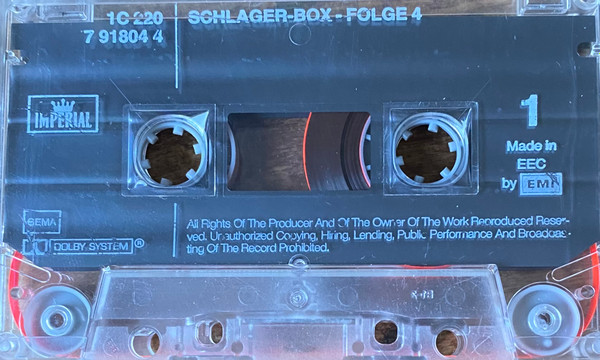 1C 220
7 91804 4
SCHLAGER-BOX - FOLGE 4
IMPERIAL
1
Made in
EEC
by EMI
GEMA
DOLBY SYSTEM ®
All Rights Of The Producer And Of The Owner Of The Work Reproduced Reser-
ved. Unauthorized Copying, Hiring, Lending, Public Performance And Broadcas-
ting Of The Record Prohibited.